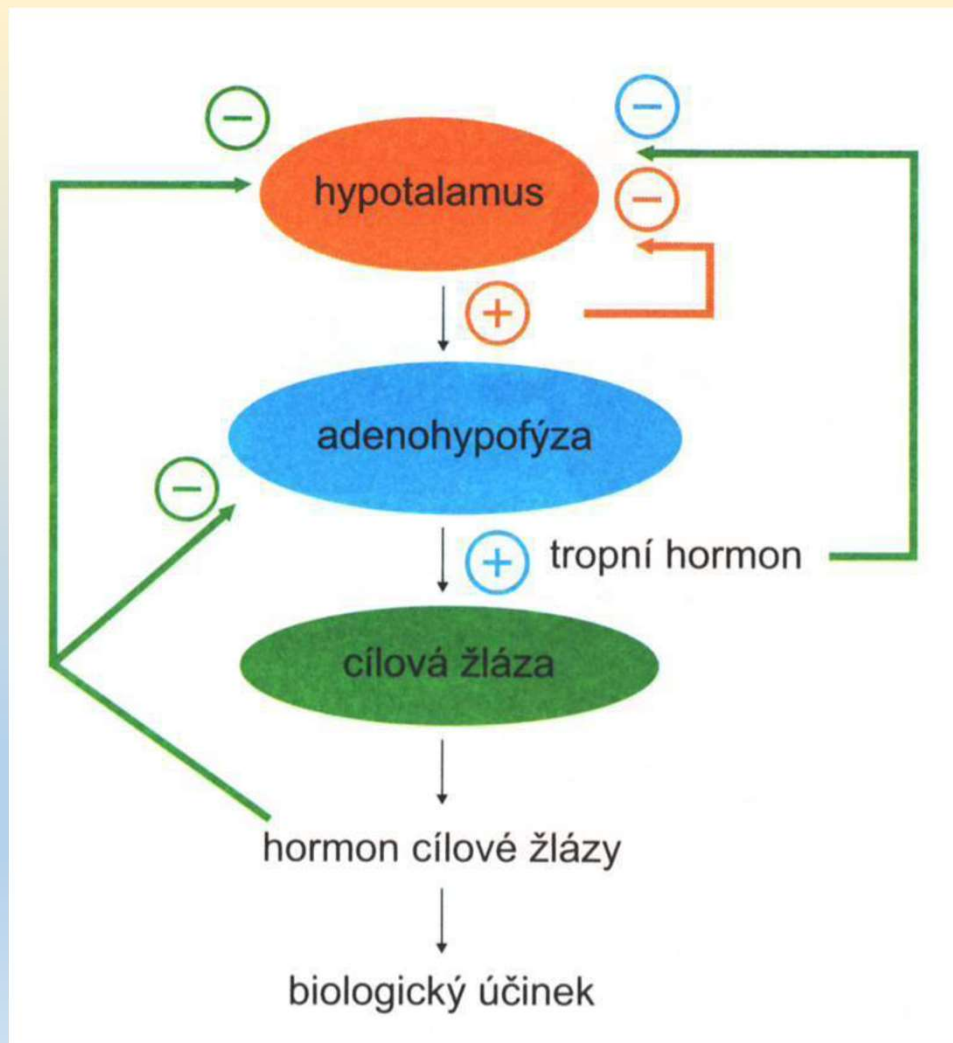 −
−
hypotalamus
−
+
adenohypofýza
−
+
tropní hormon
cílová žláza
hormon cílové žlázy
biologický účinek